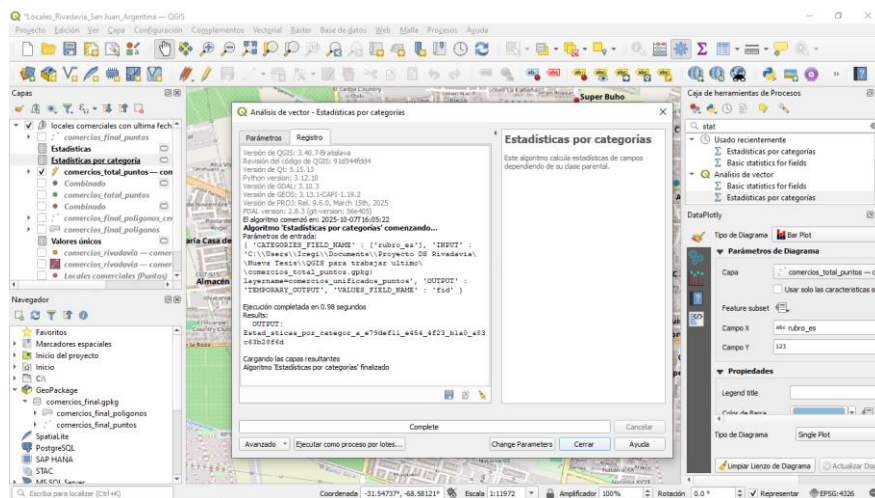 *Locales_Rivadavia_San Juan_Argentina — QGIS
Proyecto Edición Ver Capa Configuración Complementos Vectorial Ráster Base de datos Web Malla Procesos Ayuda
Capas
locales comerciales con ultima fech
comercios_final_puntos
Estadísticas
Estadísticas por categoría
comercios_total_puntos — con
Combinado
comercios_total_puntos
Combinado
comercios_final_poligonos_cen
comercios_final_poligonos
Valores únicos
comercios_rivadavia — comer
comercios_rivadavia — comer
Locales comerciales (Puntos)
Navegador
Favoritos
Marcadores espaciales
Inicio del proyecto
Inicio
C:\
GeoPackage
comercios_final.gpkg
comercios_final_poligonos
comercios_final_puntos
SpatiaLite
PostgreSQL
SAP HANA
STAC
MS SQL Server
Super Buho
Almacén
Análisis de vector - Estadísticas por categorías
Parámetros Registro
Versión de QGIS: 3.40.7-Bratislava
Revisión del código de QGIS: 91d344fdd4
Versión de Qt: 5.15.13
Python version: 3.12.10
Versión de GDAL: 3.10.3
Versión de GEOS: 3.13.1-CAPI-1.19.2
Versión de PROJ: Rel. 9.6.0, March 15th, 2025
PDAL version: 2.8.3 (git-version: 56e405)
El algoritmo comenzó en: 2025-10-07T16:05:22
Algoritmo 'Estadísticas por categorías' comenzando…
Parámetros de entrada:
{ 'CATEGORIES_FIELD_NAME' : ['rubro_es'], 'INPUT' :
'C:\\Users\\Icegi\\Documents\\Proyecto DS Rivadavia\
\Nueva Tesis\\QGIS para trabajar ultimo\
\comercios_total_puntos.gpkg|
layername=comercios_unificados_puntos', 'OUTPUT' :
'TEMPORARY_OUTPUT', 'VALUES_FIELD_NAME' : 'fid' }
Ejecución completada en 0.98 segundos
Results:
OUTPUT:
Estad_sticas_por_categor_a_e79def11_e454_4f23_b1a0_a83
c63b28f6d
Cargando las capas resultantes
Algoritmo 'Estadísticas por categorías' finalizado
Estadísticas por categorías
Este algoritmo calcula estadísticas de campos
dependiendo de su clase parental.
Complete
Cancelar
Avanzado Ejecutar como proceso por lotes… Change Parameters Cerrar Ayuda
Caja de herramientas de Procesos
stat
Usado recientemente
Estadísticas por categorías
Basic statistics for fields
Análisis de vector
Basic statistics for fields
Estadísticas por categorías
DataPlotly
Tipo de Diagrama Bar Plot
Parámetros de Diagrama
Capa comercios_total_puntos — c
Usar solo las características s
Feature subset
Campo X abc rubro_es
Campo Y 123
Propiedades
Legend title
Color de Barra
Tipo de Diagrama Single Plot
Limpiar Lienzo de Diagrama Actualizar Dia
Escriba para localizar (Ctrl+K) Coordenada -31.54737°, -68.58121° Escala 1:11972 Amplificador 100% Rotación 0.0 ° Representar EPSG:4326